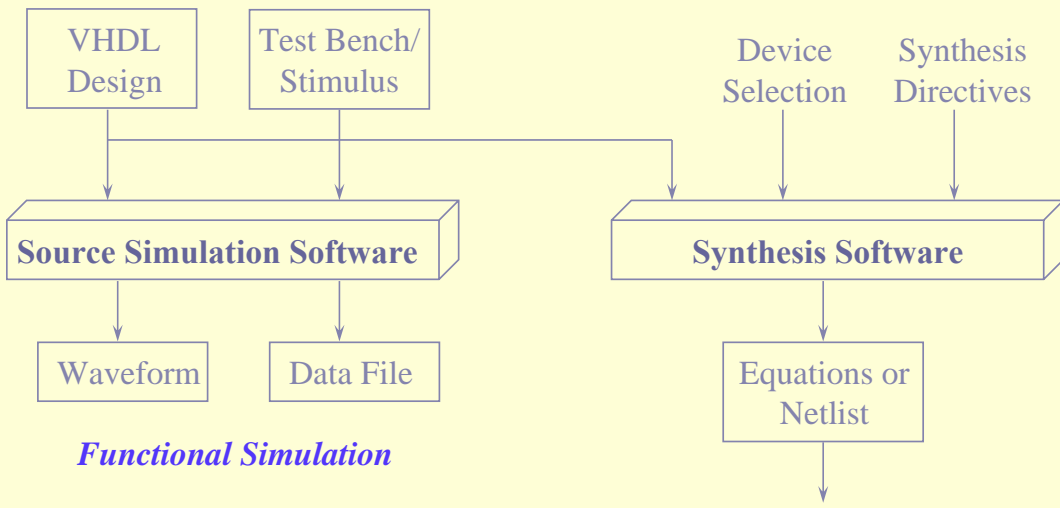 VHDL
Design
Test Bench/
Stimulus
Device
Selection
Synthesis
Directives
Source Simulation Software
Synthesis Software
Waveform
Data File
Equations or
Netlist
Functional Simulation